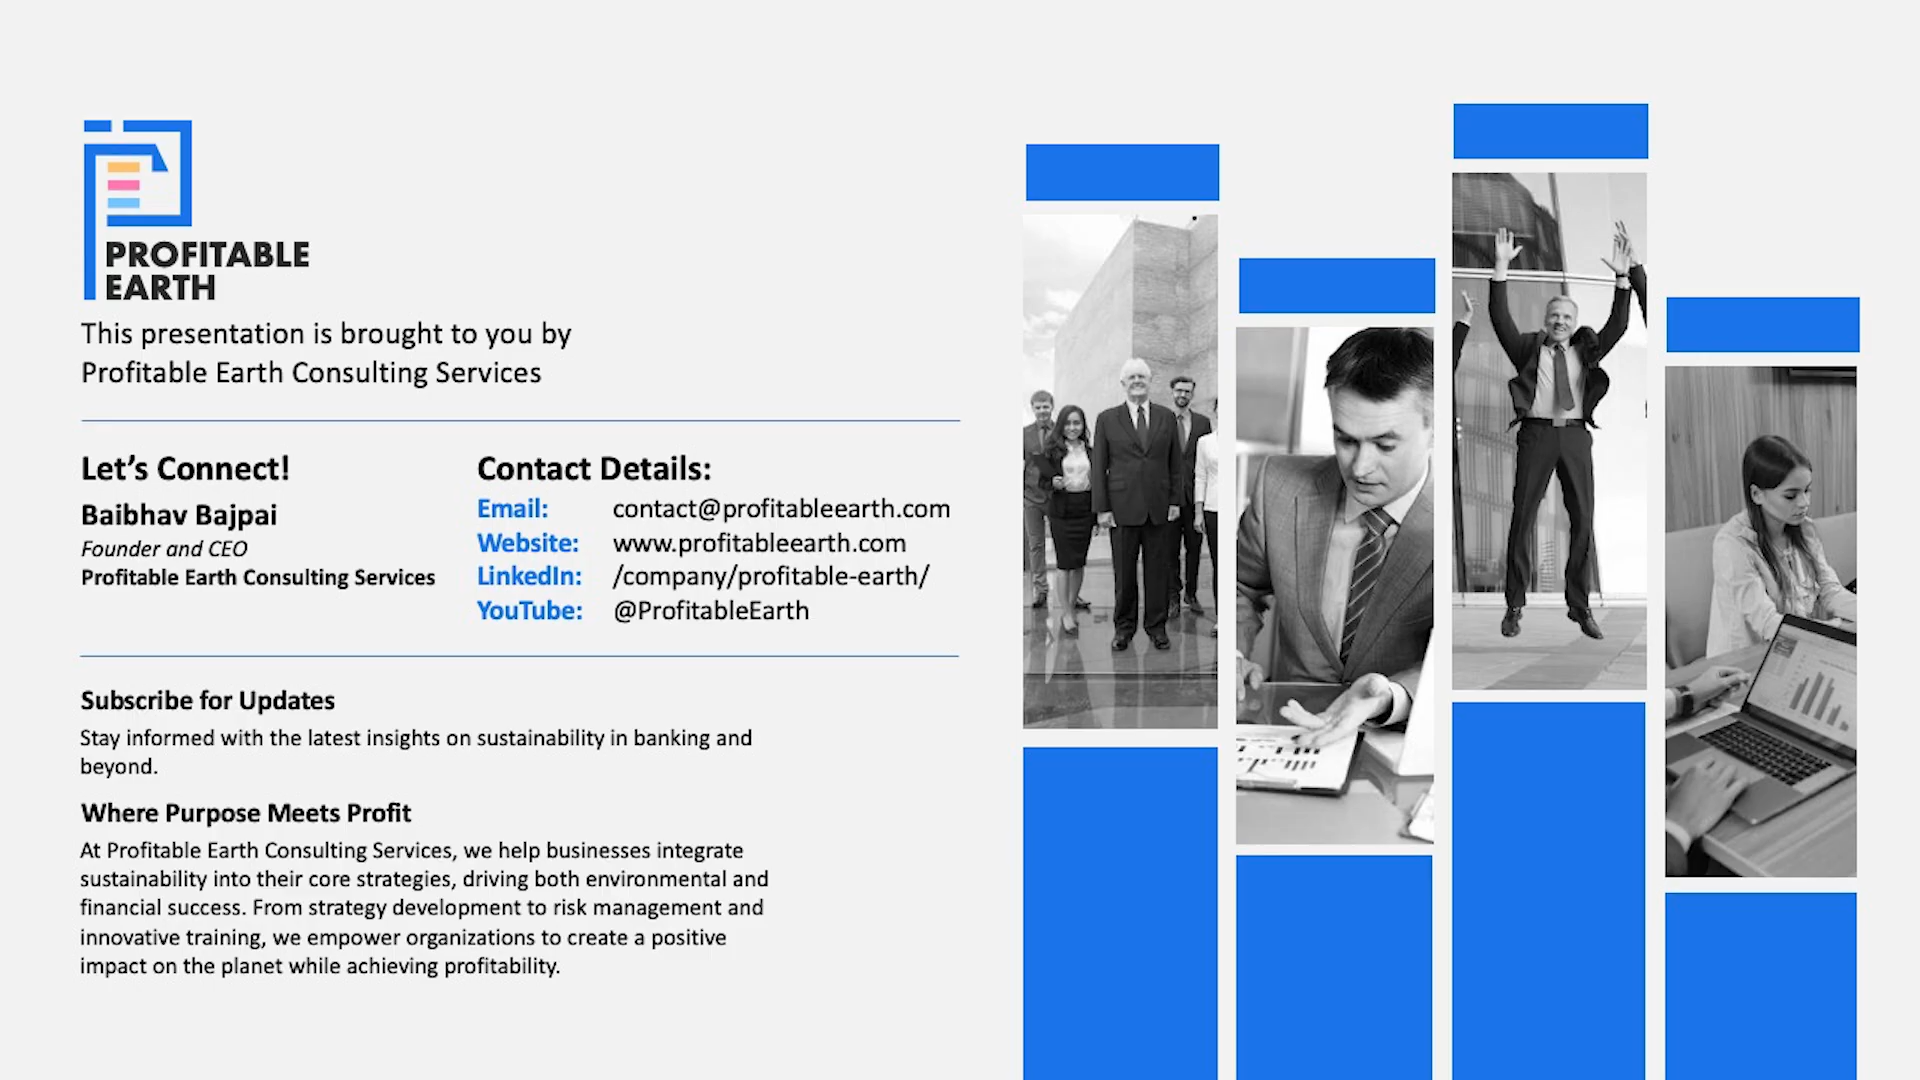 PROFITABLE
EARTH
This presentation is brought to you by
Profitable Earth Consulting Services
Let’s Connect!
Baibhav Bajpai
Founder and CEO
Profitable Earth Consulting Services
Contact Details:
Email: contact@profitableearth.com
Website: www.profitableearth.com
LinkedIn: /company/profitable-earth/
YouTube: @ProfitableEarth
Subscribe for Updates
Stay informed with the latest insights on sustainability in banking and
beyond.
Where Purpose Meets Profit
At Profitable Earth Consulting Services, we help businesses integrate
sustainability into their core strategies, driving both environmental and
financial success. From strategy development to risk management and
innovative training, we empower organizations to create a positive
impact on the planet while achieving profitability.